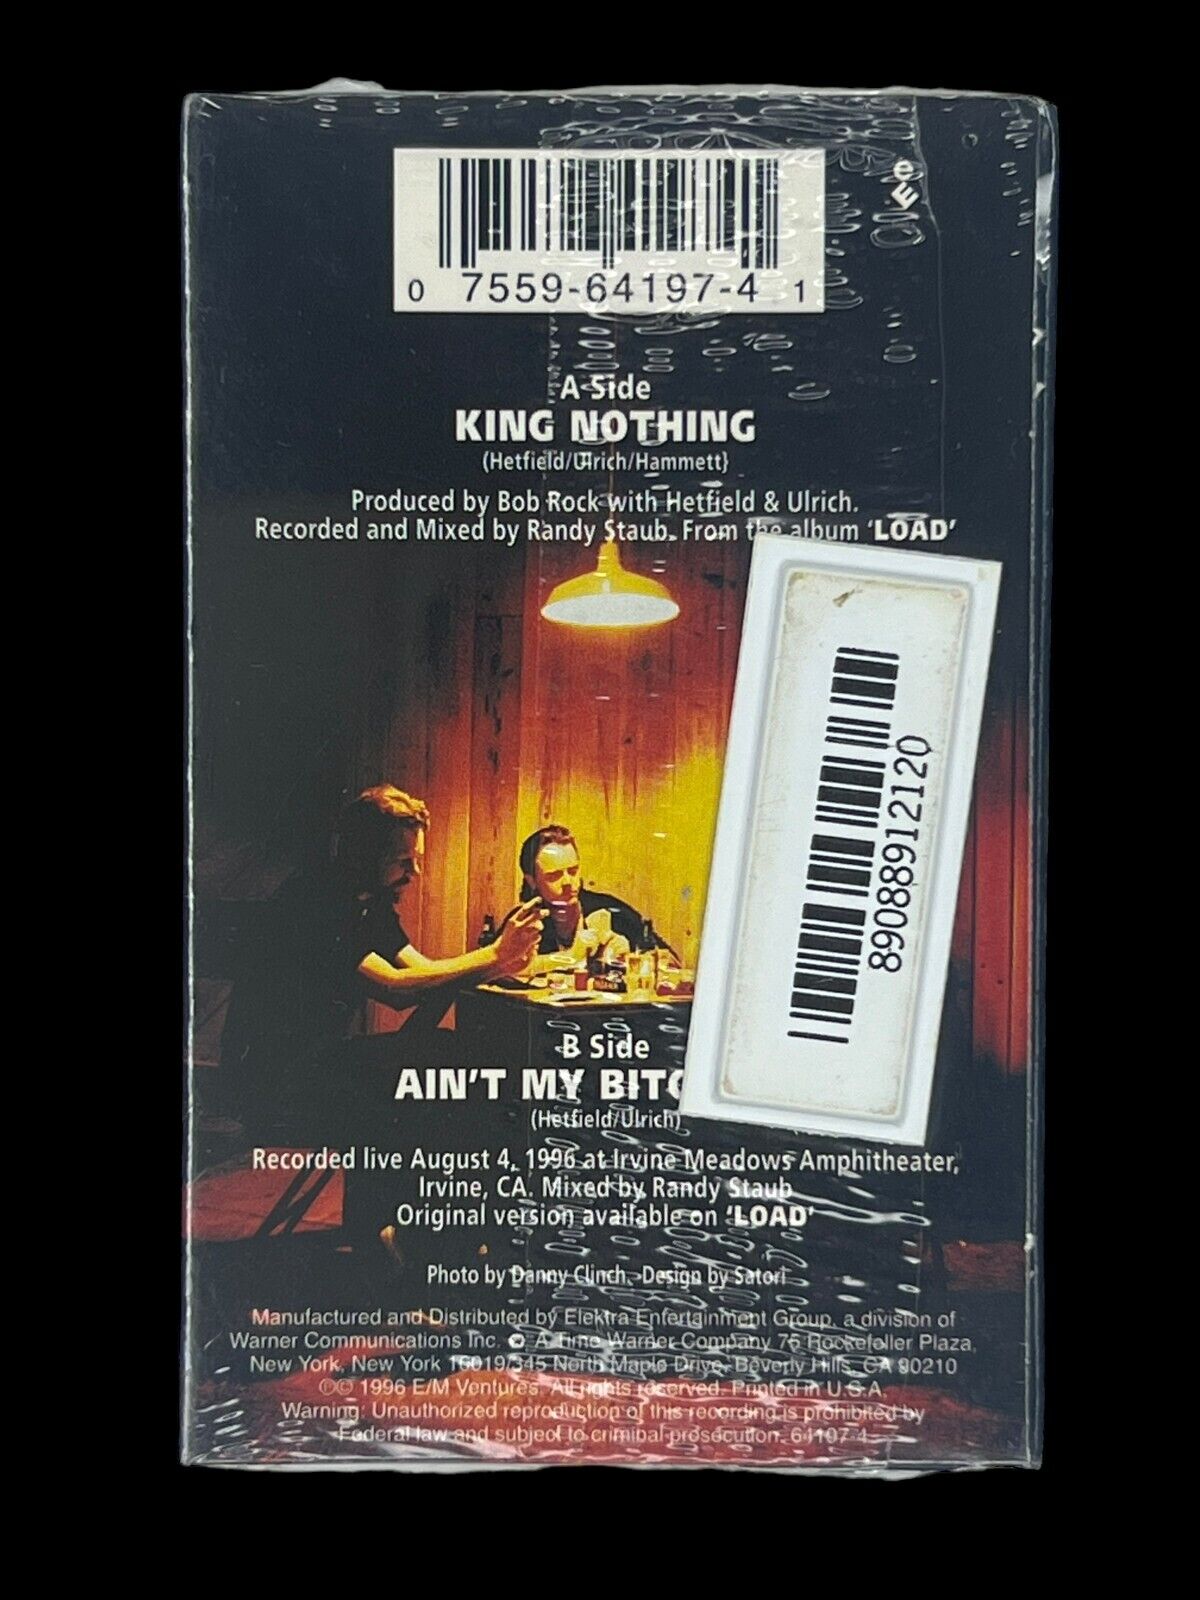 0 7559-64197-4 1
A Side
KING NOTHING
(Hetfield/Ulrich/Hammett}
Produced by Bob Rock with Hetfield & Ulrich.
Recorded and Mixed by Randy Staub. From the album 'LOAD'
89088912120
B Side
AIN'T MY
(Hetfield/Ulrich)
Recorded live August 4, 1996 at Irvine Meadows Amphitheater,
Irvine, CA. Mixed by Randy Staub
Original version available on 'LOAD'
Photo by Danny Clinch. Design by Satori
Manufactured and Distributed by Elektra Entertainment Group, a division of
Warner Communications Inc. A Time Warner Company 75 Rockefeller Plaza,
New York, New York 10019/345 North Maple Drive, Beverly Hills, CA 90210
℗© 1996 E/M Ventures. All rights reserved. Printed in U.S.A.
Warning: Unauthorized reproduction of this recording is prohibited by
Federal law and subject to criminal prosecution. 64197-4